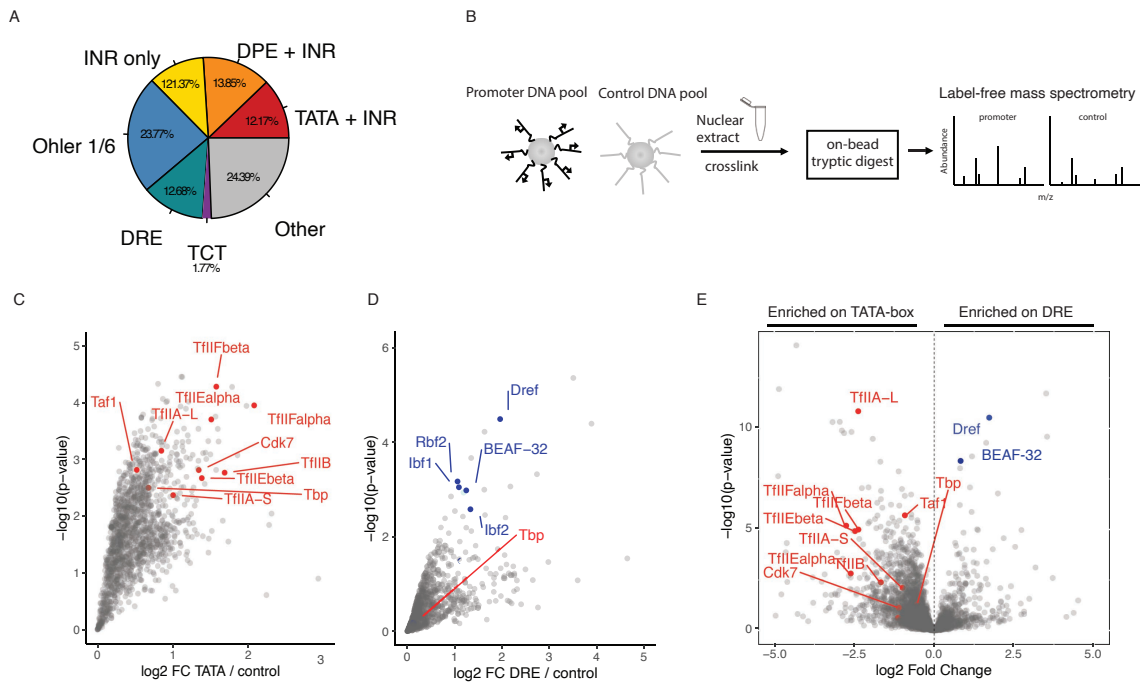 A
INR only
DPE + INR
121.37%
13.85%
TATA + INR
12.17%
23.77%
Ohler 1/6
24.39%
12.68%
Other
DRE
TCT
1.77%
B
Promoter DNA pool
Control DNA pool
Nuclear
extract
crosslink
on-bead
tryptic digest
Label-free mass spectrometry
promoter
control
Abundance
m/z
C
TfIIFbeta
TfIIEalpha
Taf1
TfIIA-L
TfIIFalpha
Cdk7
TfIIB
TfIIEbeta
Tbp
TfIIA-S
-log10(p-value)
5
4
3
2
1
0
0
1
2
3
log2 FC TATA / control
D
Dref
Rbf2
BEAF-32
Ibf1
Ibf2
Tbp
-log10(p-value)
6
4
2
0
0
1
2
3
4
5
log2 FC DRE / control
E
Enriched on TATA-box
Enriched on DRE
TfIIA-L
Dref
BEAF-32
Tbp
TfIIFalpha
TfIIFbeta
Taf1
TfIIEbeta
TfIIA-S
TfIIEalpha
TfIIB
Cdk7
-log10(p-value)
10
5
0
-5.0
-2.5
0.0
2.5
5.0
log2 Fold Change